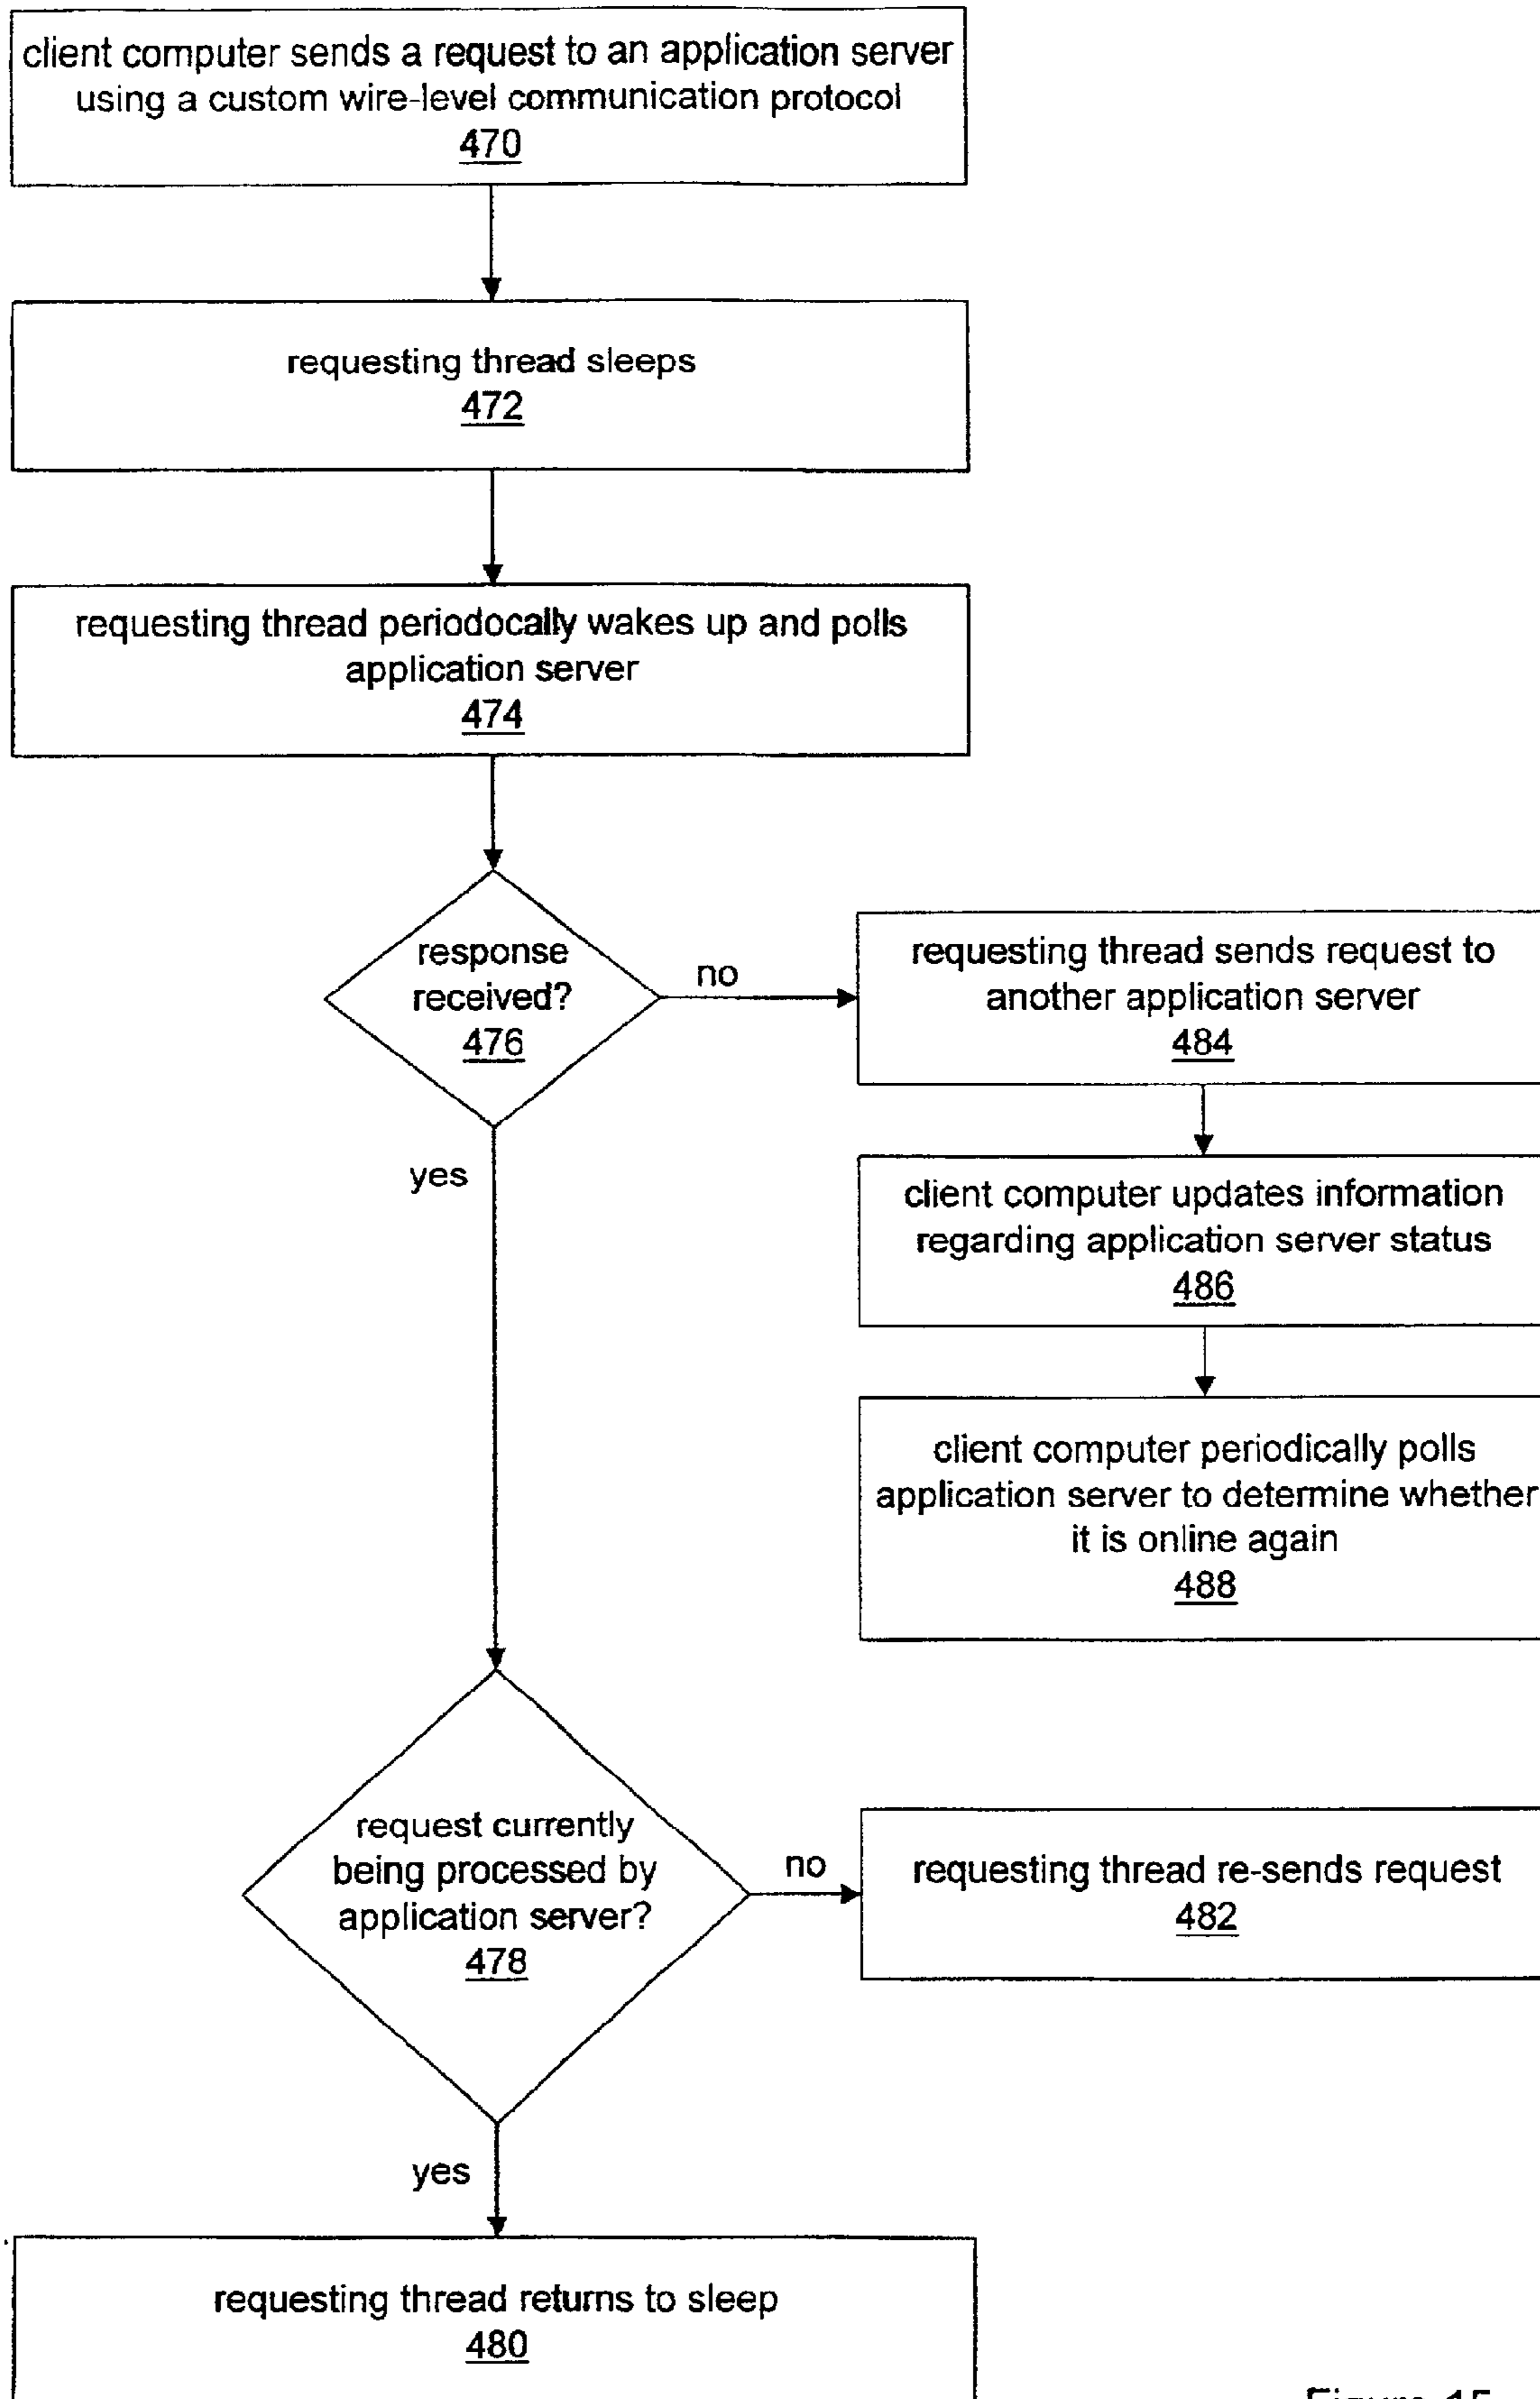 client computer sends a request to an application server
using a custom wire-level communication protocol
470
requesting thread sleeps
472
requesting thread periodocally wakes up and polls
application server
474
response
received?
476
no
requesting thread sends request to
another application server
484
yes
client computer updates information
regarding application server status
486
client computer periodically polls
application server to determine whether
it is online again
488
request currently
being processed by
application server?
478
no
requesting thread re-sends request
482
yes
requesting thread returns to sleep
480
Figure 15